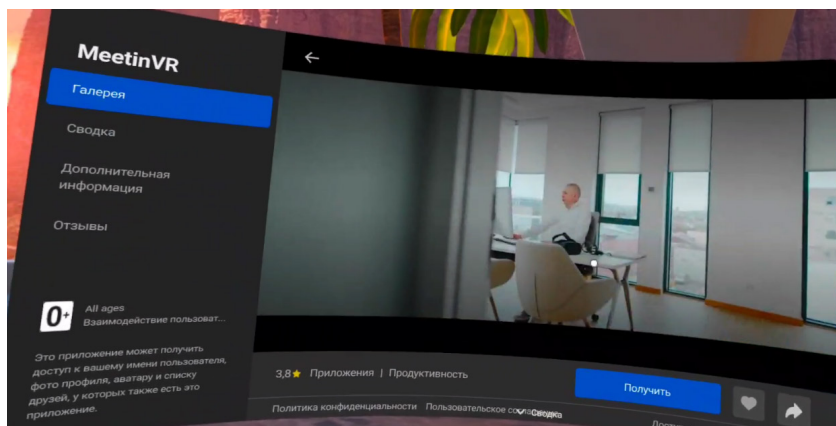 MeetinVR
Галерея
Сводка
Дополнительная
информация
Отзывы
0+
All ages
Взаимодействие пользоват...
Это приложение может получить
доступ к вашему имени пользователя,
фото профиля, аватару и списку
друзей, у которых также есть это
приложение.
3,8 Приложения | Продуктивность
Получить
Политика конфиденциальности Пользовательское Сводка